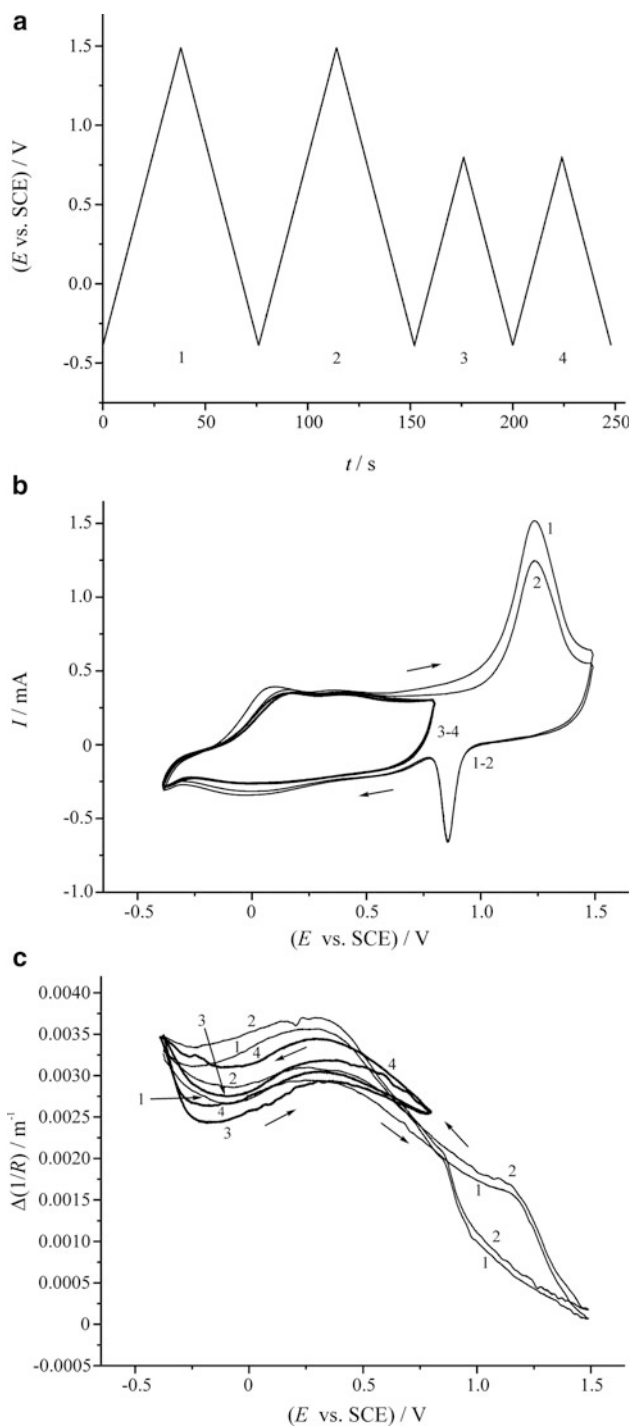 a
(E vs. SCE) / V
1.5
1.0
0.5
0.0
-0.5
1 2 3 4
0 50 100 150 200 250
t / s
b
I / mA
1.5
1.0
0.5
0
-0.5
-1.0
1
2
3-4
1-2
-0.5 0 0.5 1.0 1.5
(E vs. SCE) / V
c
Δ(1/R) / m⁻¹
0.0040
0.0035
0.0030
0.0025
0.0020
0.0015
0.0010
0.0005
0
-0.0005
3 2
1
4 4
2
1
4
3
2
1
2
1
-0.5 0 0.5 1.0 1.5
(E vs. SCE) / V